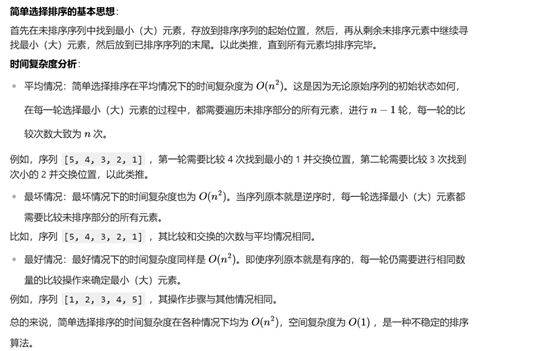 简单选择排序的基本思想：
首先在未排序序列中找到最小（大）元素，存放到排序序列的起始位置，然后，再从剩余未排序元素中继续寻
找最小（大）元素，然后放到已排序序列的末尾。以此类推，直到所有元素均排序完毕。
时间复杂度分析：
• 平均情况：简单选择排序在平均情况下的时间复杂度为 O(n²)。这是因为无论原始序列的初始状态如何，
在每一轮选择最小（大）元素的过程中，都需要遍历未排序部分的所有元素，进行 n − 1 轮，每一轮的比
较次数大致为 n 次。
例如，序列 [5, 4, 3, 2, 1] ，第一轮需要比较 4 次找到最小的 1 并交换位置，第二轮需要比较 3 次找到
次小的 2 并交换位置，以此类推。
• 最坏情况：最坏情况下的时间复杂度也为 O(n²)。当序列原本就是逆序时，每一轮选择最小（大）元素都
需要比较未排序部分的所有元素。
比如，序列 [5, 4, 3, 2, 1] ，其比较和交换的次数与平均情况相同。
• 最好情况：最好情况下的时间复杂度同样是 O(n²)。即使序列原本就是有序的，每一轮仍需要进行相同数
量的比较操作来确定最小（大）元素。
例如，序列 [1, 2, 3, 4, 5] ，其操作步骤与其他情况相同。
总的来说，简单选择排序的时间复杂度在各种情况下均为 O(n²)，空间复杂度为 O(1) ，是一种不稳定的排序
算法。